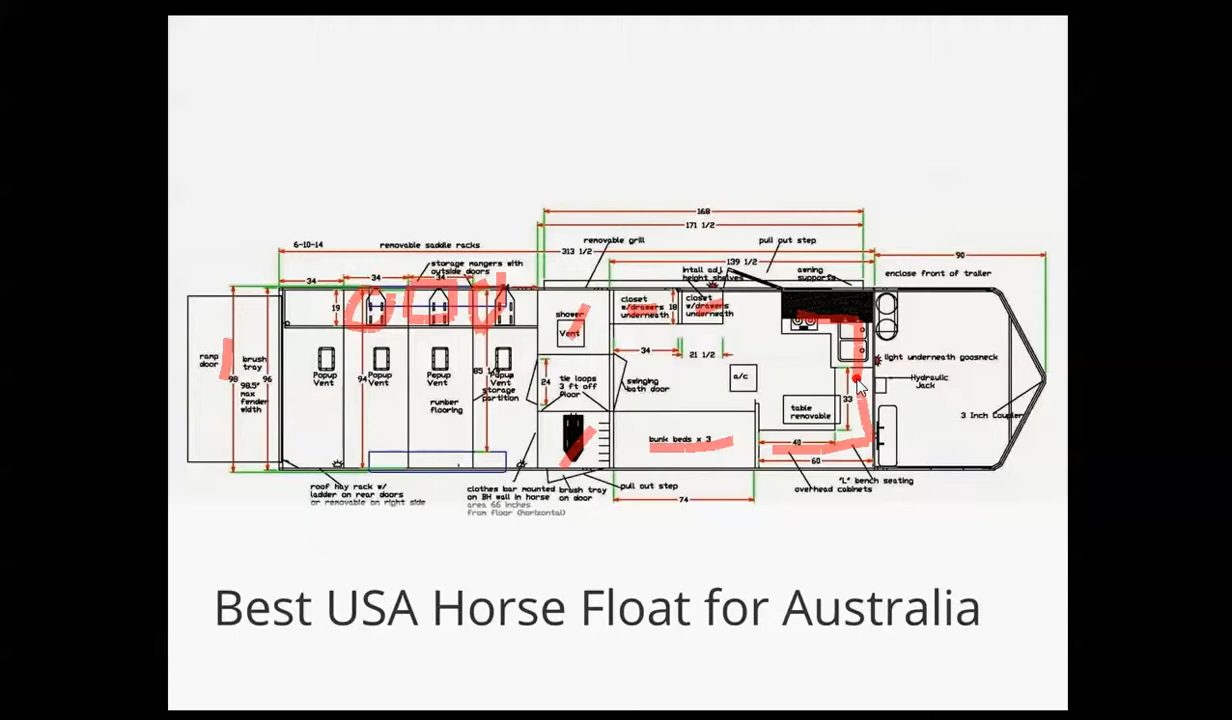 168
171 1/2
6-10-14
removable saddle racks
removable grill
pull out step
313 1/2
139 1/2
90
storage mangers with
outside doors
34
34
34
intall adj.
height shelves
awning
supports
enclose front of trailer
19
closet
w/drawers
underneath
18
closet
w/drawers
underneath
shower
Vent
ramp
door
98
brush
tray
96
98.5"
max
fender
width
Popup
Vent
94
Popup
Vent
Popup
Vent
85 1/2
Popup
Vent
storage
partition
rumber
flooring
24
tie loops
3 ft off
floor
swinging
bath door
34
21 1/2
a/c
table
removable
33
light underneath goosneck
Hydraulic
Jack
3 Inch Coupler
bunk beds x 3
40
60
74
roof hay rack w/
ladder on rear doors
or removable on right side
clothes bar mounted
on BH wall in horse
area 66 inches
from floor (horizontal)
brush tray
on door
pull out step
overhead cabinets
"L" bench seating
Best USA Horse Float for Australia